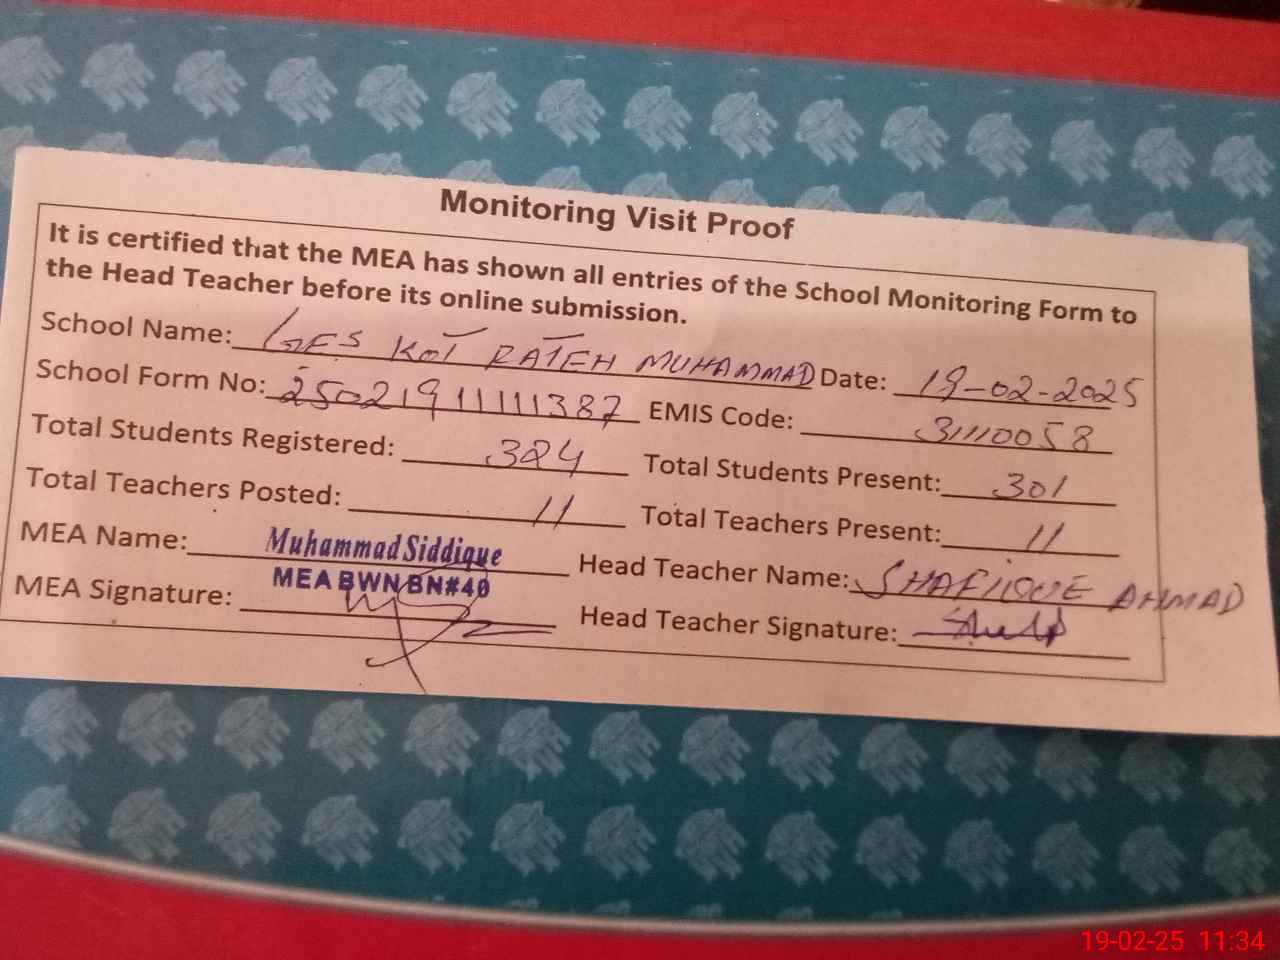 Monitoring Visit Proof
It is certified that the MEA has shown all entries of the School Monitoring Form to
the Head Teacher before its online submission.
School Name: GES KOT RATEH MUHAMMAD Date: 19-02-2025
School Form No: 25021911111387 EMIS Code: 31110058
Total Students Registered: 324 Total Students Present: 301
Total Teachers Posted: 11 Total Teachers Present: 11
MEA Name: Muhammad Siddique Head Teacher Name: SHAFIQUE AHMAD
MEA BWN BN#40
MEA Signature: Head Teacher Signature:
19-02-25 11:34